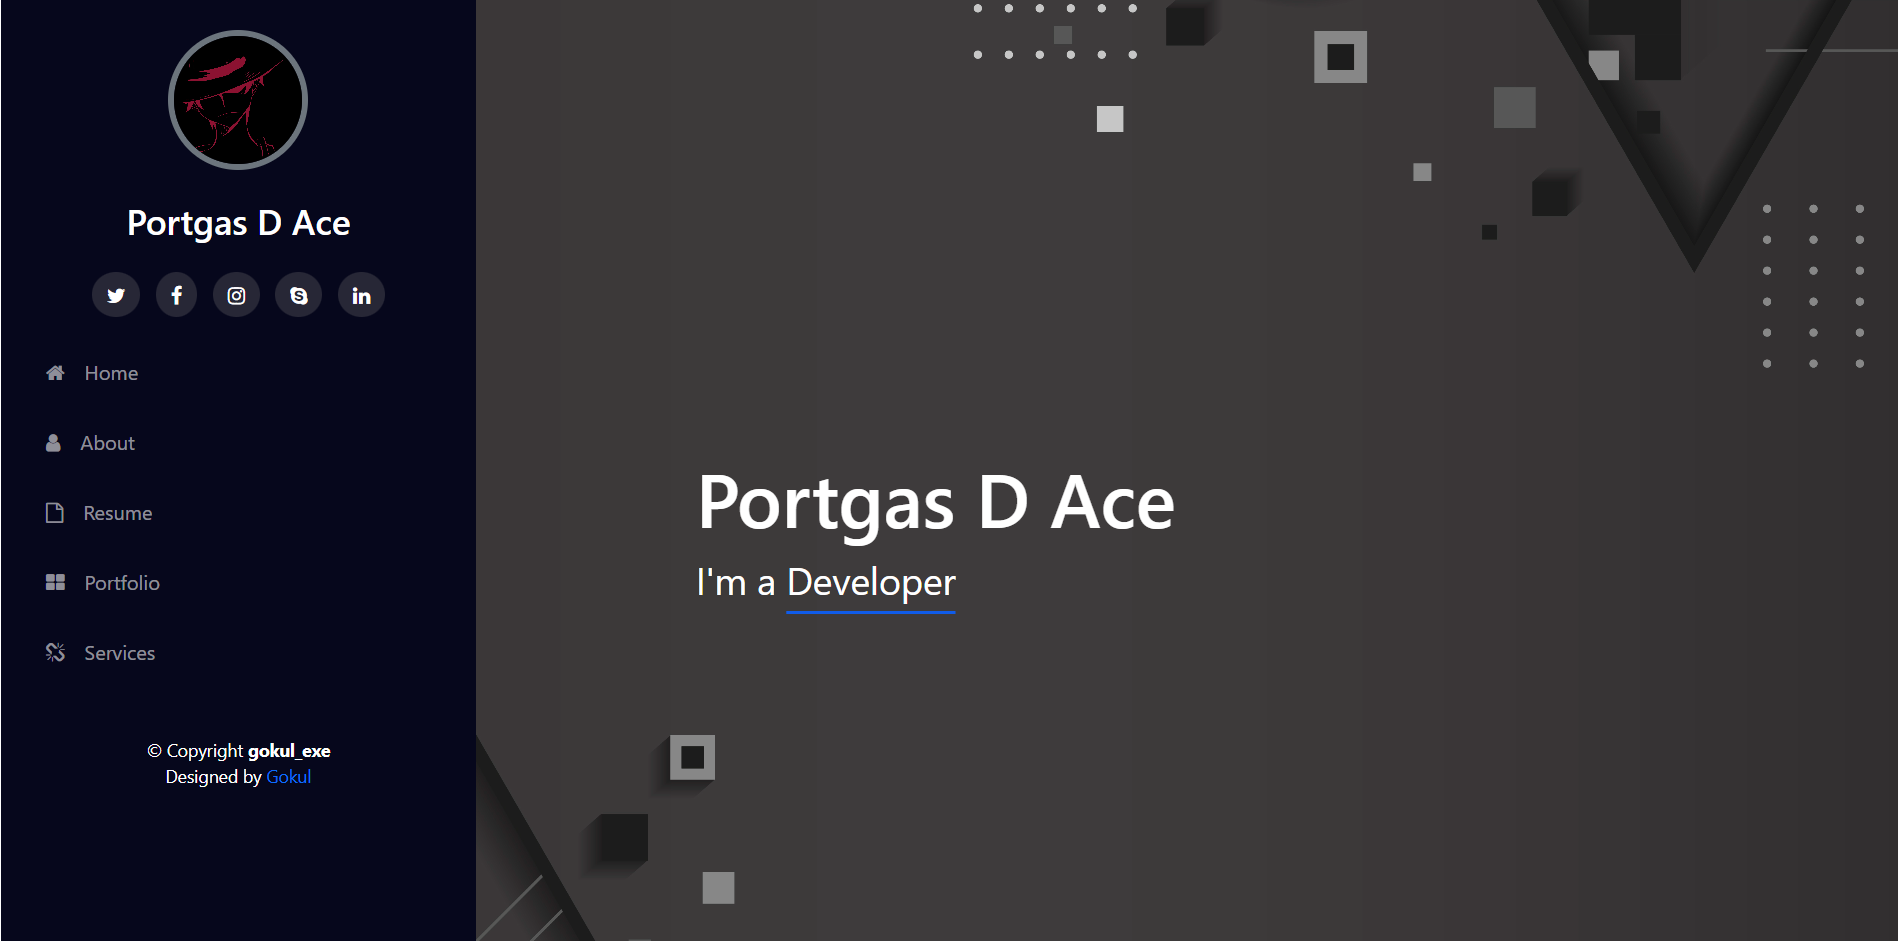 Portgas D Ace
Home
About
Resume
Portfolio
Services
© Copyright gokul_exe
Designed by Gokul
Portgas D Ace
I'm a Developer